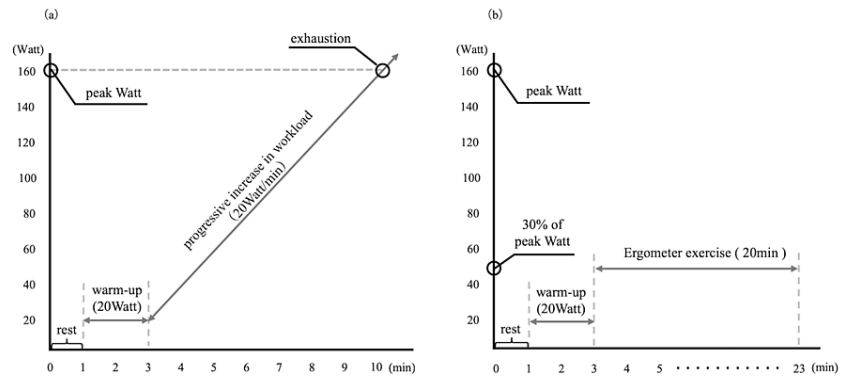 (a)
(Watt)
160
140
120
100
80
60
40
20
peak Watt
exhaustion
progressive increase in workload
(20Watt/min)
warm-up
(20Watt)
rest
0 1 2 3 4 5 6 7 8 9 10 (min)
(b)
(Watt)
160
140
120
100
80
60
40
20
peak Watt
30% of
peak Watt
Ergometer exercise ( 20min )
warm-up
(20Watt)
rest
0 1 2 3 4 5 . . . . . . . . . . 23 (min)